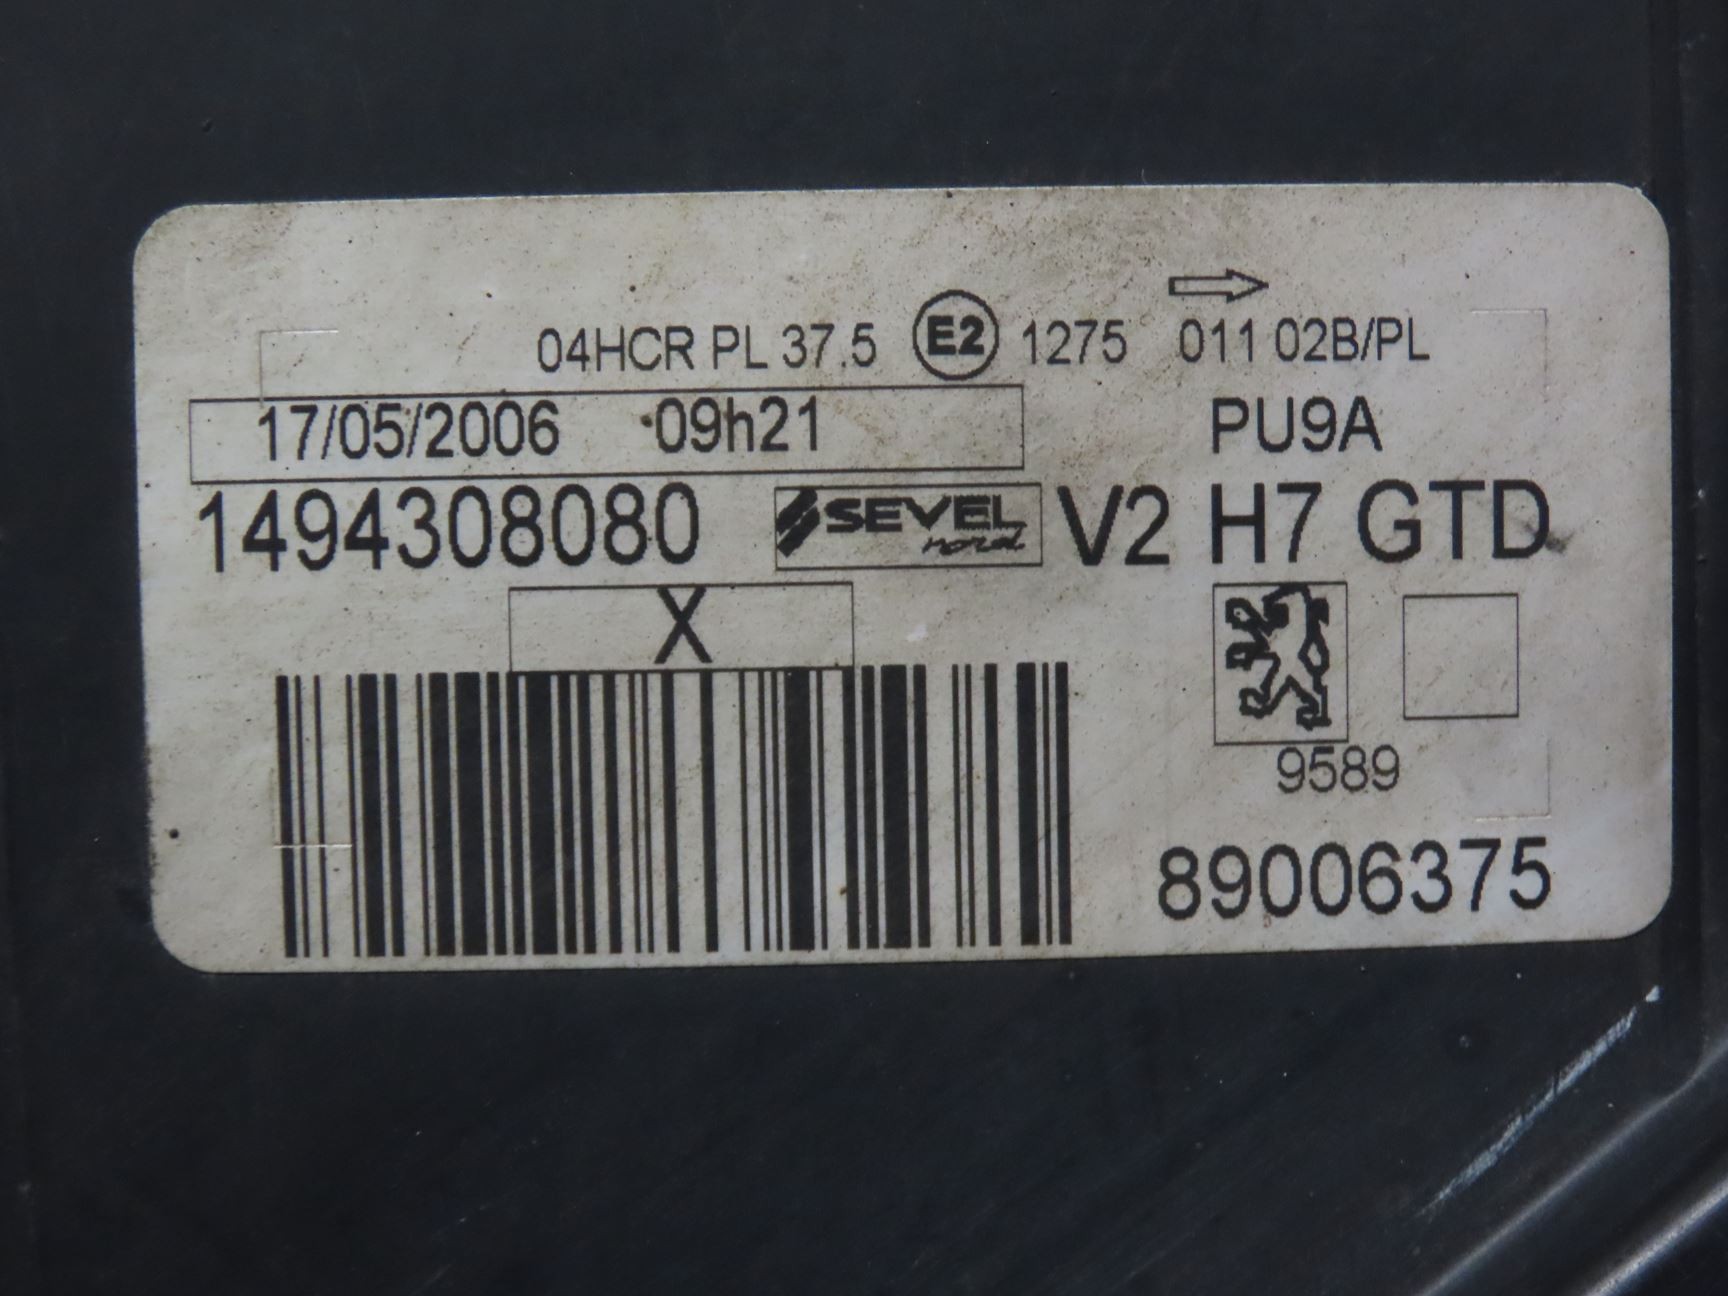 04HCR PL 37.5 E2 1275 011 02B/PL
17/05/2006 09h21 PU9A
1494308080 SEVEL nord V2 H7 GTD
X
9589
89006375